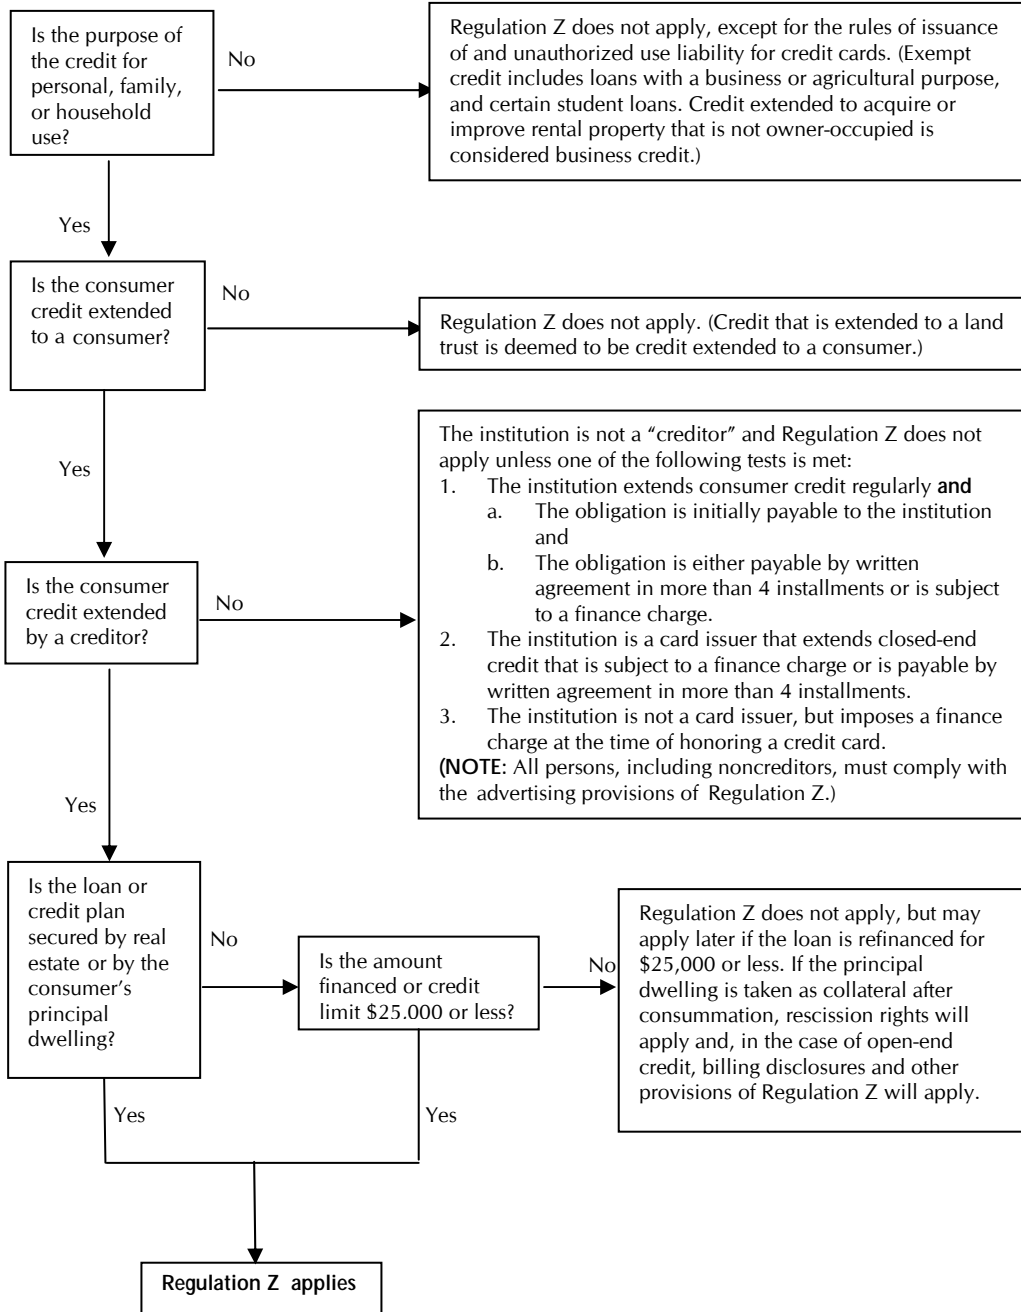 Is the purpose of
the credit for
personal, family,
or household
use?
No
Regulation Z does not apply, except for the rules of issuance
of and unauthorized use liability for credit cards. (Exempt
credit includes loans with a business or agricultural purpose,
and certain student loans. Credit extended to acquire or
improve rental property that is not owner-occupied is
considered business credit.)
Yes
Is the consumer
credit extended
to a consumer?
No
Regulation Z does not apply. (Credit that is extended to a land
trust is deemed to be credit extended to a consumer.)
Yes
Is the consumer
credit extended
by a creditor?
No
The institution is not a “creditor” and Regulation Z does not
apply unless one of the following tests is met:
1. The institution extends consumer credit regularly and
a. The obligation is initially payable to the institution
and
b. The obligation is either payable by written
agreement in more than 4 installments or is subject
to a finance charge.
2. The institution is a card issuer that extends closed-end
credit that is subject to a finance charge or is payable by
written agreement in more than 4 installments.
3. The institution is not a card issuer, but imposes a finance
charge at the time of honoring a credit card.
(NOTE: All persons, including noncreditors, must comply with
the advertising provisions of Regulation Z.)
Yes
Is the loan or
credit plan
secured by real
estate or by the
consumer’s
principal
dwelling?
No
Is the amount
financed or credit
limit $25.000 or less?
No
Regulation Z does not apply, but may
apply later if the loan is refinanced for
$25,000 or less. If the principal
dwelling is taken as collateral after
consummation, rescission rights will
apply and, in the case of open-end
credit, billing disclosures and other
provisions of Regulation Z will apply.
Yes
Yes
Regulation Z applies